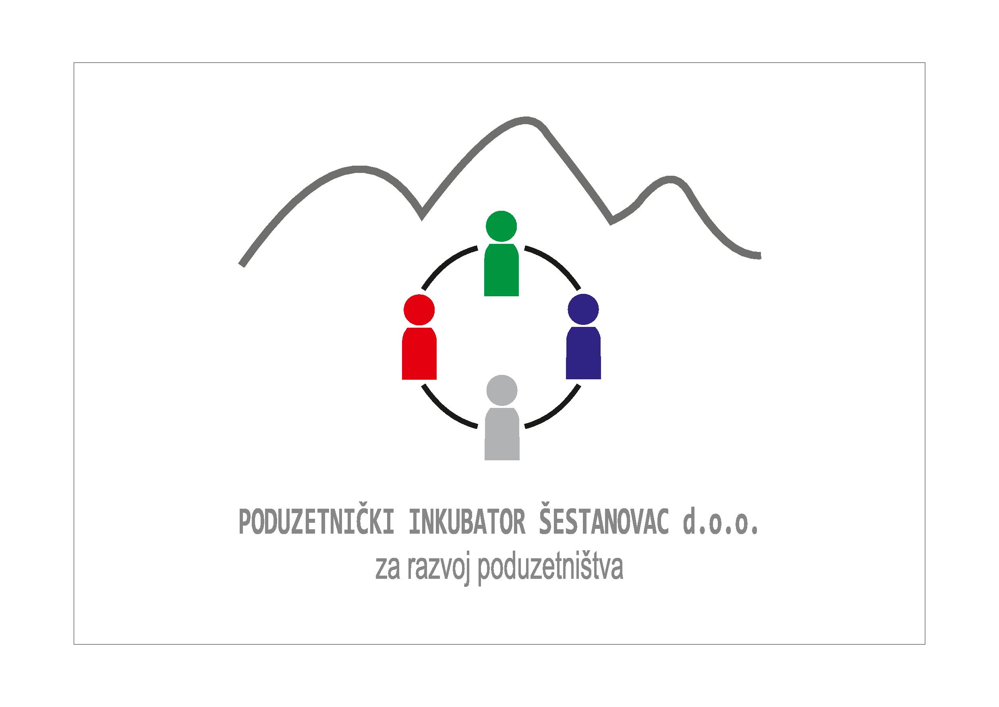 PODUZETNIČKI INKUBATOR ŠESTANOVAC d.o.o.
za razvoj poduzetništva